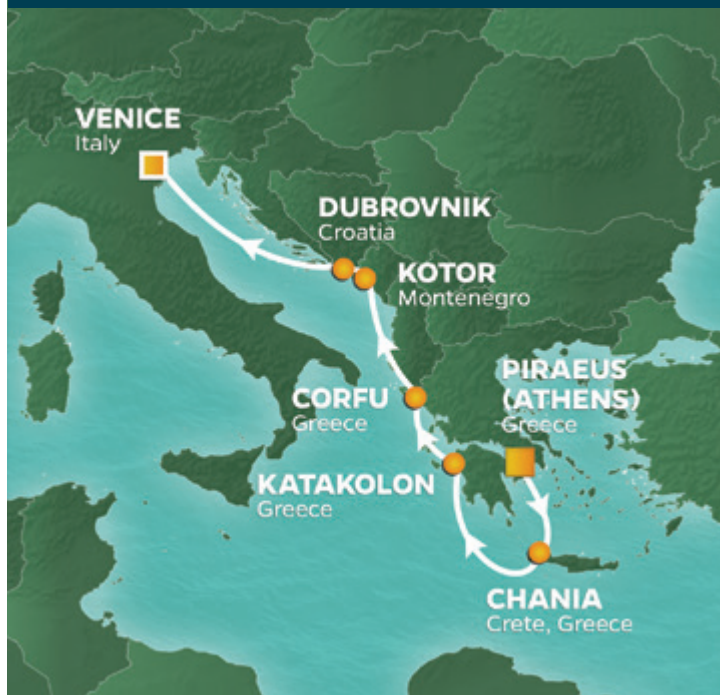 VENICE
Italy
DUBROVNIK
Croatia
KOTOR
Montenegro
PIRAEUS
(ATHENS)
Greece
CORFU
Greece
KATAKOLON
Greece
CHANIA
Crete, Greece